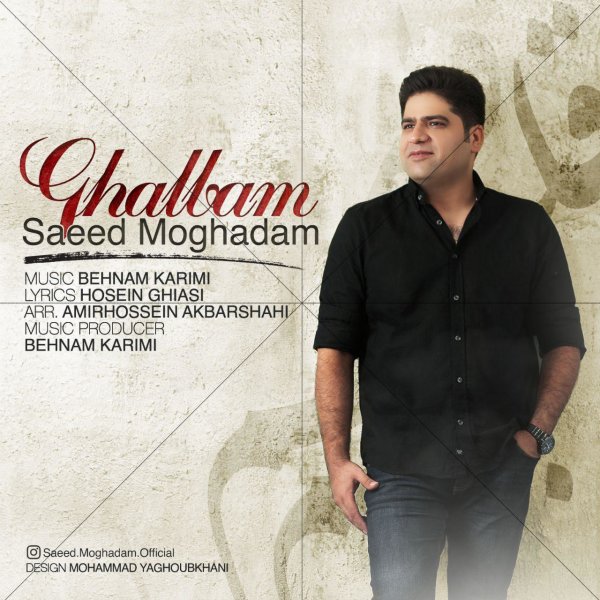 Ghalbam
Saeed Moghadam
MUSIC BEHNAM KARIMI
LYRICS HOSEIN GHIASI
ARR. AMIRHOSSEIN AKBARSHAHI
MUSIC PRODUCER
BEHNAM KARIMI
Saeed.Moghadam.Official
DESIGN MOHAMMAD YAGHOUBKHANI